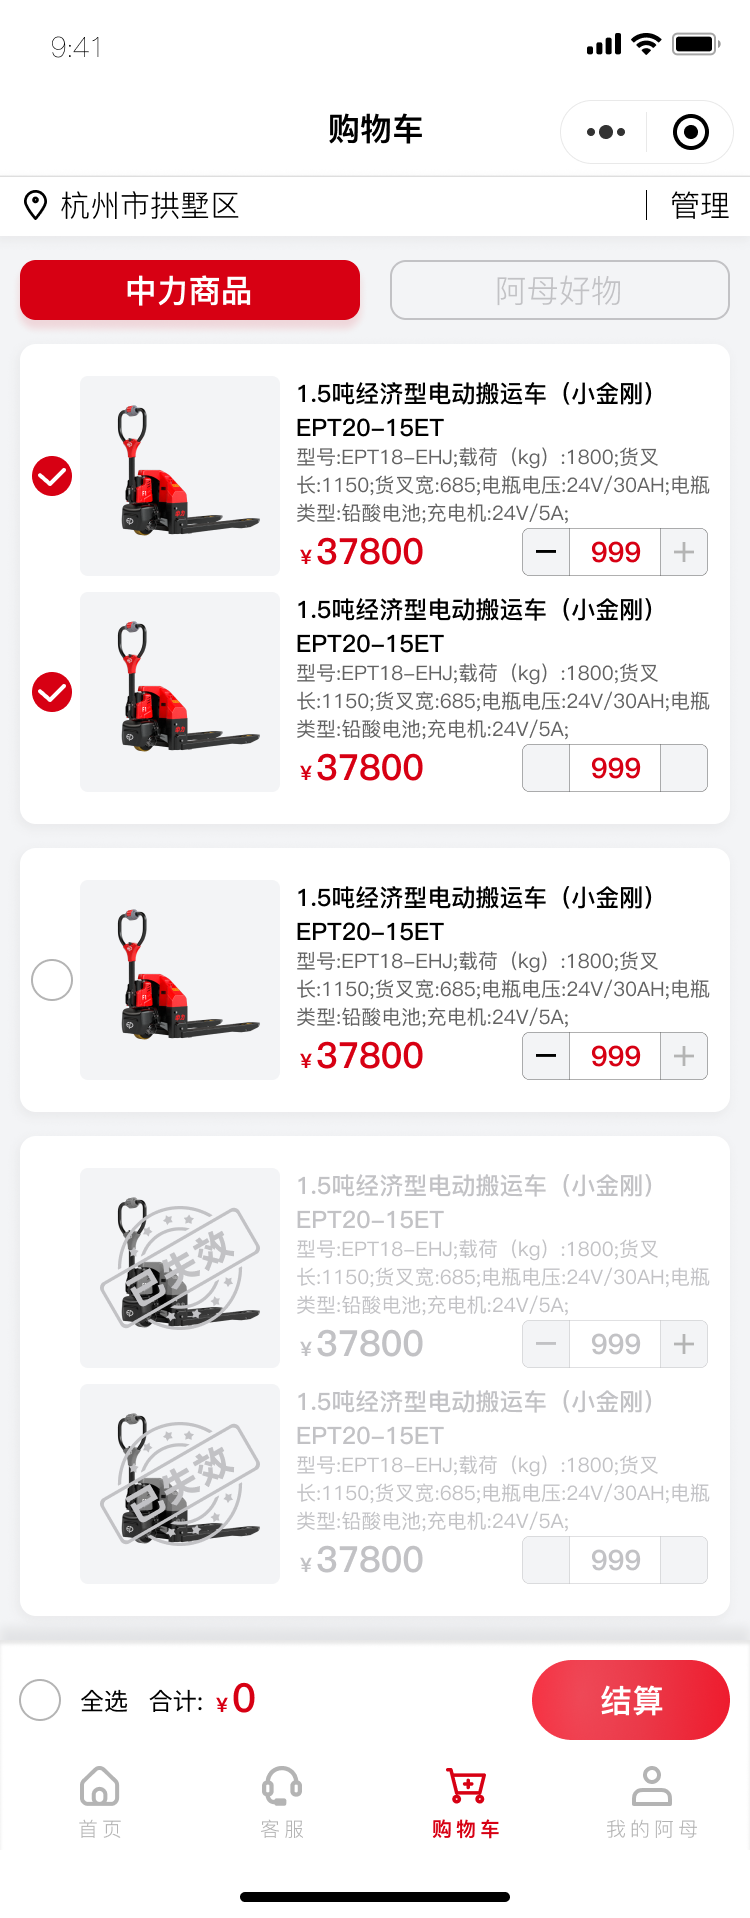 9:41
购物车
杭州市拱墅区
管理
中力商品
阿母好物
1.5吨经济型电动搬运车（小金刚）
EPT20-15ET
型号:EPT18-EHJ;载荷（kg）:1800;货叉
长:1150;货叉宽:685;电瓶电压:24V/30AH;电瓶
类型:铅酸电池;充电机:24V/5A;
¥37800
999
1.5吨经济型电动搬运车（小金刚）
EPT20-15ET
型号:EPT18-EHJ;载荷（kg）:1800;货叉
长:1150;货叉宽:685;电瓶电压:24V/30AH;电瓶
类型:铅酸电池;充电机:24V/5A;
¥37800
999
1.5吨经济型电动搬运车（小金刚）
EPT20-15ET
型号:EPT18-EHJ;载荷（kg）:1800;货叉
长:1150;货叉宽:685;电瓶电压:24V/30AH;电瓶
类型:铅酸电池;充电机:24V/5A;
¥37800
999
已失效
1.5吨经济型电动搬运车（小金刚）
EPT20-15ET
型号:EPT18-EHJ;载荷（kg）:1800;货叉
长:1150;货叉宽:685;电瓶电压:24V/30AH;电瓶
类型:铅酸电池;充电机:24V/5A;
¥37800
999
已失效
1.5吨经济型电动搬运车（小金刚）
EPT20-15ET
型号:EPT18-EHJ;载荷（kg）:1800;货叉
长:1150;货叉宽:685;电瓶电压:24V/30AH;电瓶
类型:铅酸电池;充电机:24V/5A;
¥37800
999
全选
合计: ¥0
结算
首页
客服
购物车
我的阿母